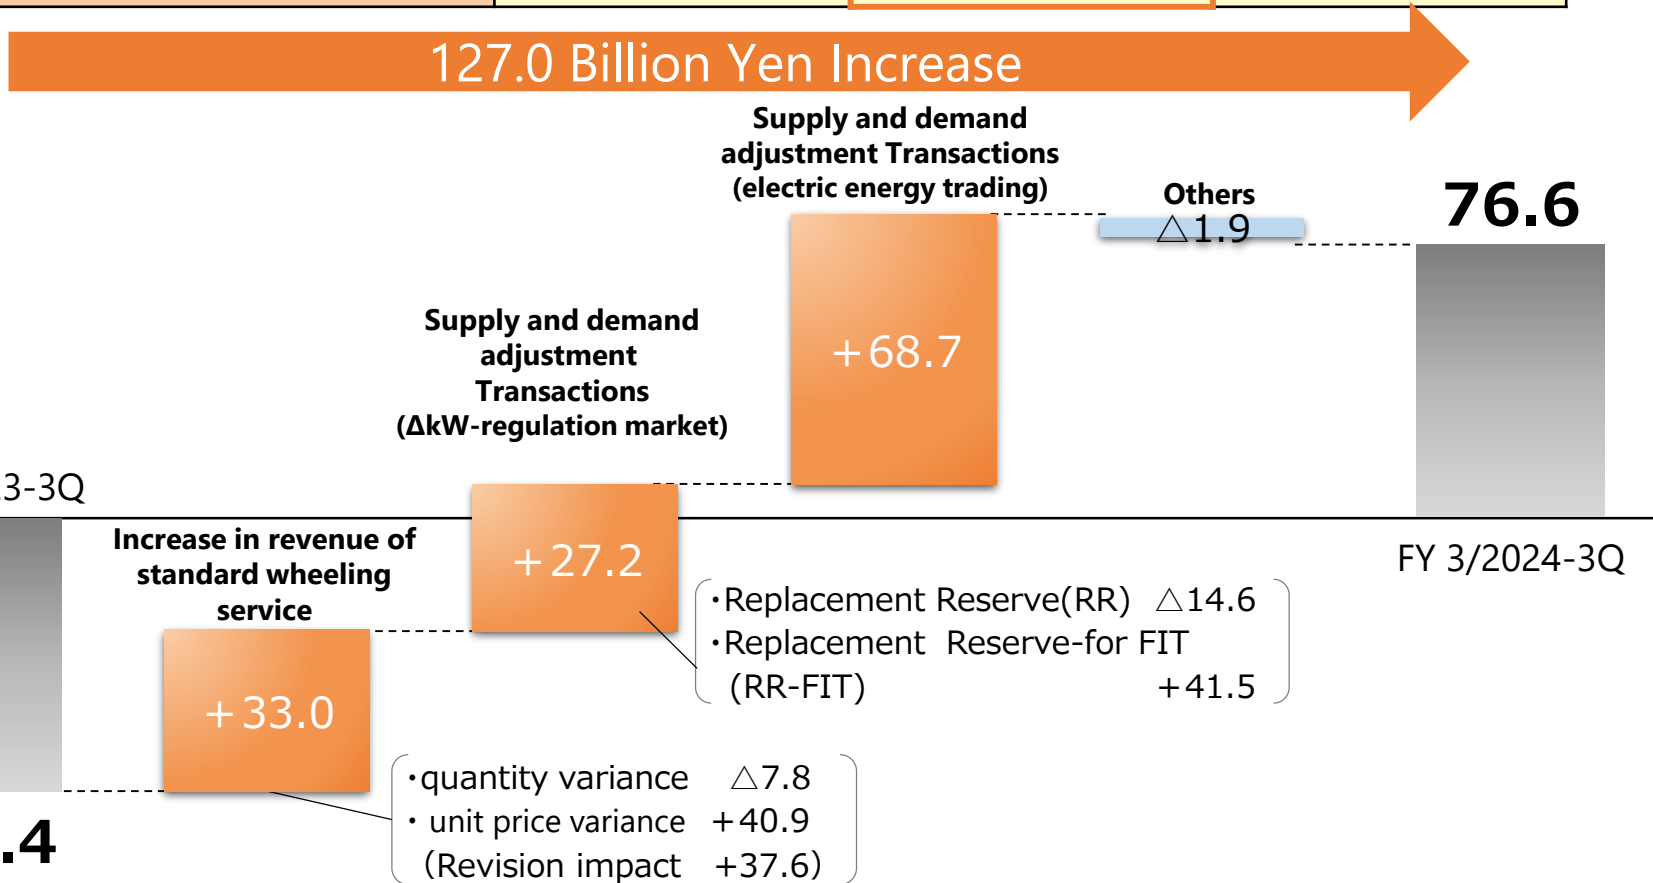 127.0 Billion Yen Increase
Supply and demand
adjustment Transactions
(electric energy trading)
Others
△1.9
76.6
+68.7
Supply and demand
adjustment
Transactions
(ΔkW-regulation market)
3-3Q
+27.2
Increase in revenue of
standard wheeling
service
FY 3/2024-3Q
・Replacement Reserve(RR) △14.6
・Replacement Reserve-for FIT
(RR-FIT) +41.5
+33.0
・quantity variance △7.8
・unit price variance +40.9
(Revision impact +37.6)
.4